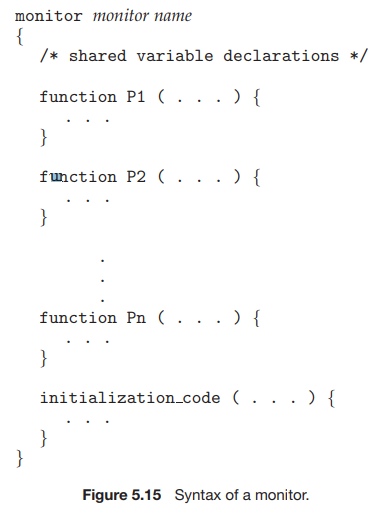 monitor monitor name
{
/* shared variable declarations */
function P1 ( . . . ) {
. . .
}
function P2 ( . . . ) {
. . .
}
.
.
.
function Pn ( . . . ) {
. . .
}
initialization_code ( . . . ) {
. . .
}
}
Figure 5.15 Syntax of a monitor.